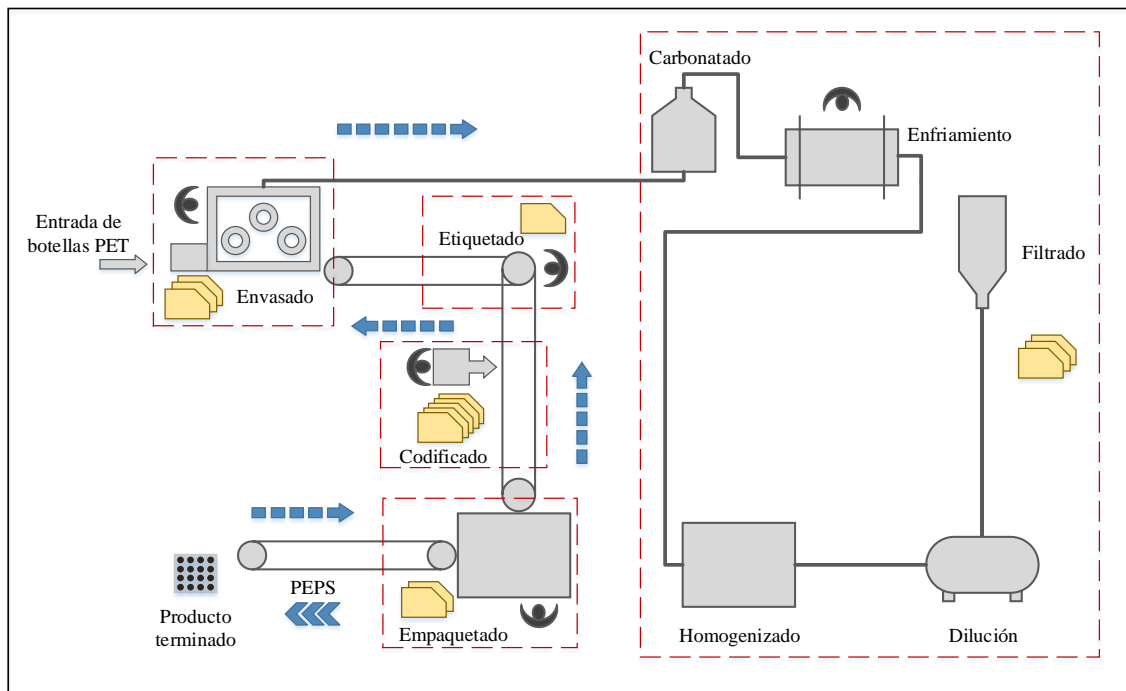 Carbonatado
Enfriamiento
Entrada de
botellas PET
Etiquetado
Filtrado
Envasado
Codificado
PEPS
Producto
terminado
Empaquetado
Homogenizado
Dilución